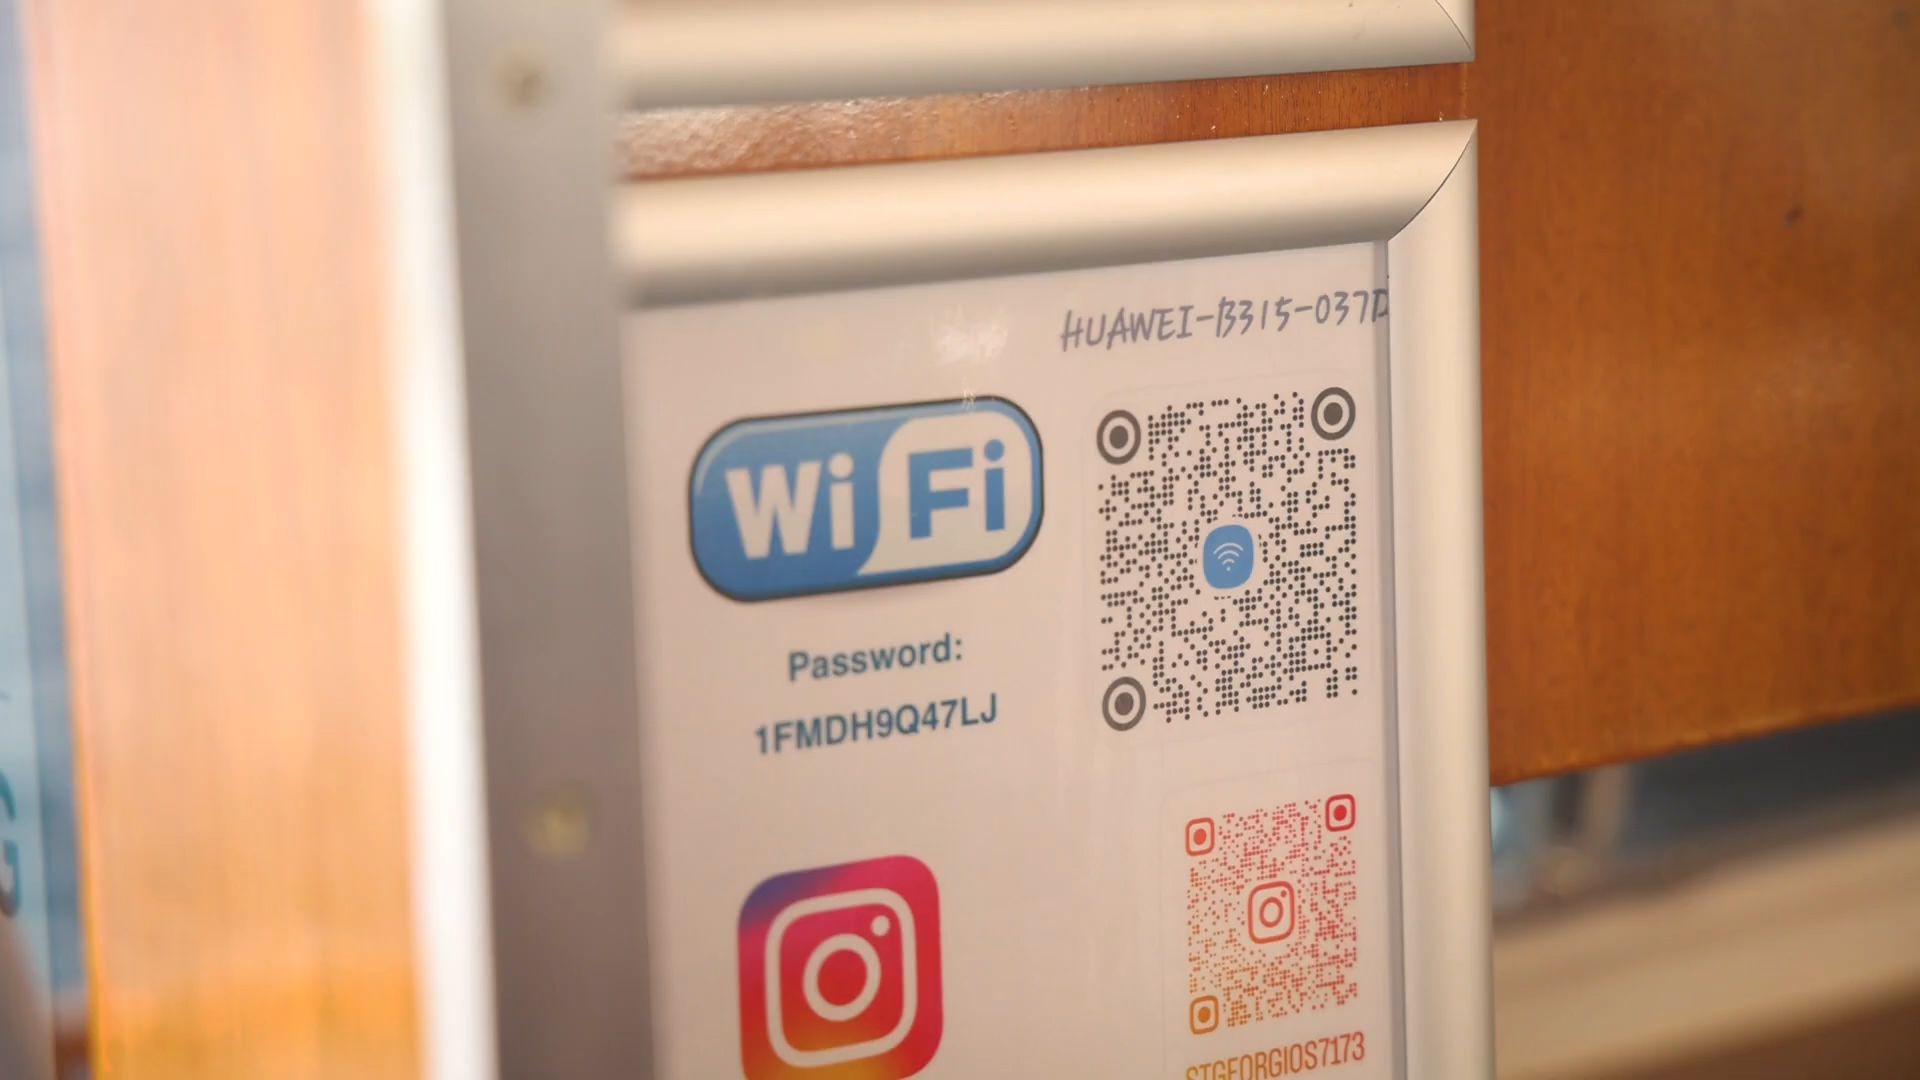 HUAWEI-B315-037D
WiFi
Password:
1FMDH9Q47LJ
STGEORGIOS7173